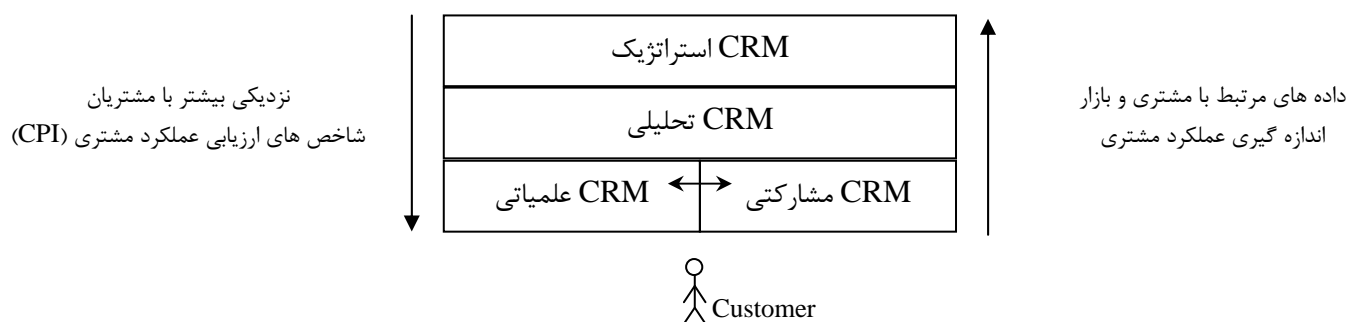 CRM استراتژیک
CRM تحلیلی
CRM مشارکتی
CRM علمیاتی
داده های مرتبط با مشتری و بازار
اندازه گیری عملکرد مشتری
نزدیکی بیشتر با مشتریان
شاخص های ارزیابی عملکرد مشتری (CPI)
Customer